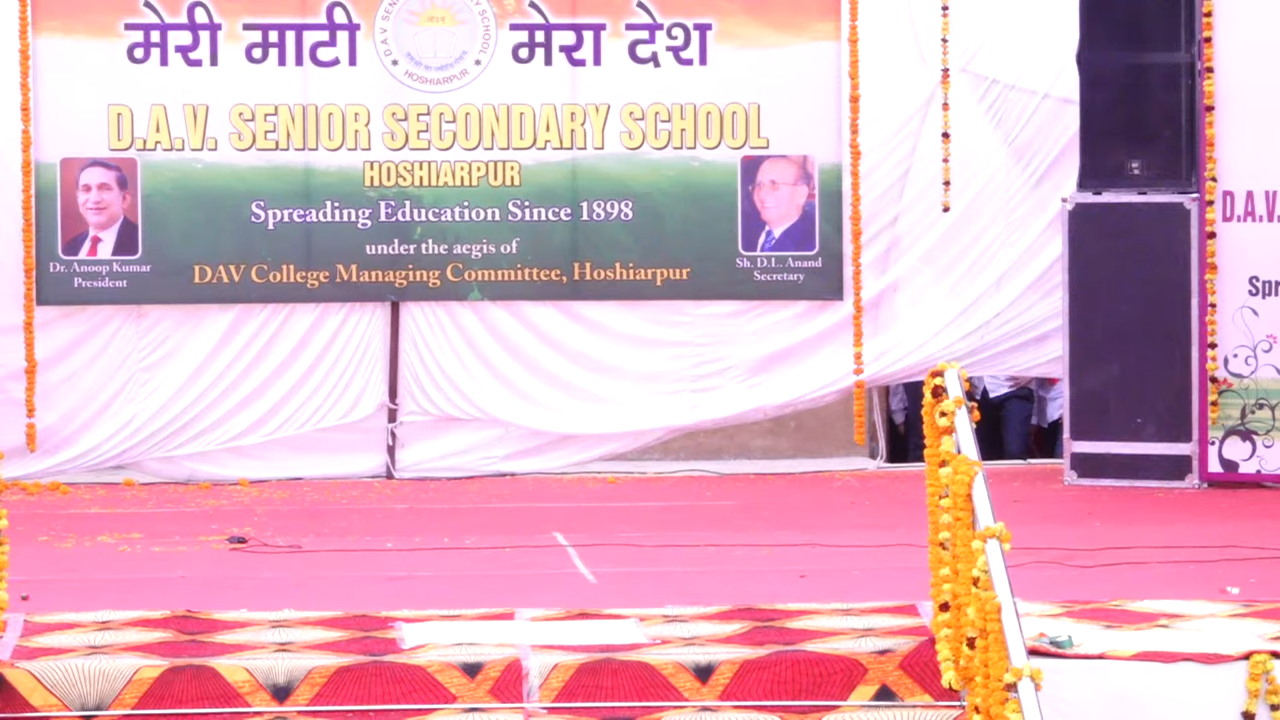 मेरी माटी मेरा देश
HOSHIARPUR
D.A.V. SENIOR SECONDARY SCHOOL
HOSHIARPUR
Spreading Education Since 1898
under the aegis of
DAV College Managing Committee, Hoshiarpur
Dr. Anoop Kumar
President
Sh. D.L. Anand
Secretary
D.A.V.